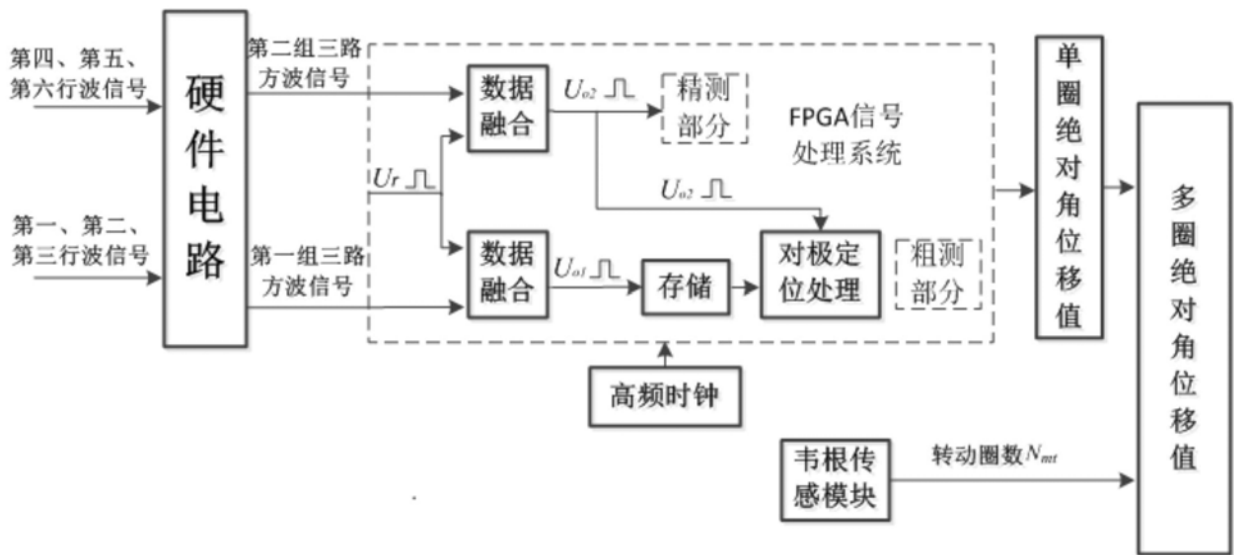 第四、第五、
第六行波信号
第一、第二、
第三行波信号
硬件电路
第二组三路
方波信号
第一组三路
方波信号
Ur
数据
融合
Uo2
精测
部分
FPGA信号
处理系统
Uo2
数据
融合
Uo1
存储
对极定
位处理
粗测
部分
高频时钟
单圈绝对角位移值
韦根传
感模块
转动圈数Nmt
多圈绝对角位移值